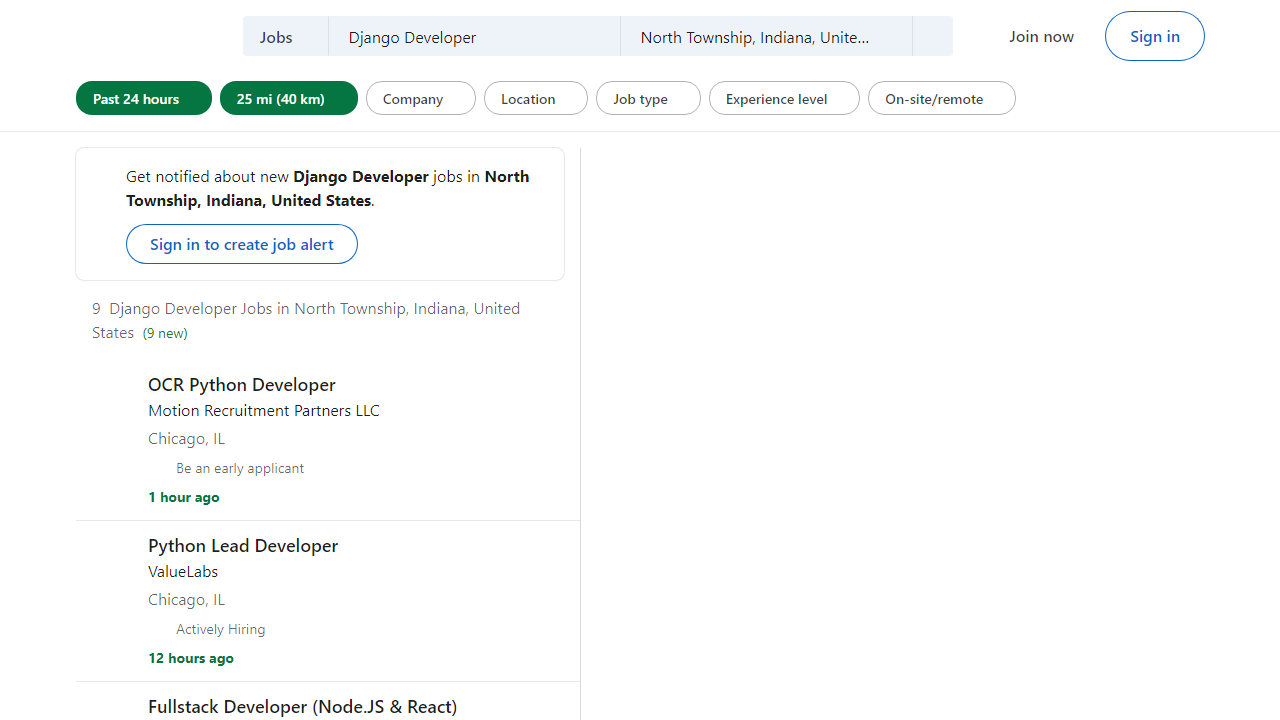 Jobs
Django Developer
North Township, Indiana, Unite...
Join now
Sign in
Past 24 hours
25 mi (40 km)
Company
Location
Job type
Experience level
On-site/remote
Get notified about new Django Developer jobs in North
Township, Indiana, United States.
Sign in to create job alert
9 Django Developer Jobs in North Township, Indiana, United
States (9 new)
OCR Python Developer
Motion Recruitment Partners LLC
Chicago, IL
Be an early applicant
1 hour ago
Python Lead Developer
ValueLabs
Chicago, IL
Actively Hiring
12 hours ago
Fullstack Developer (Node.JS & React)